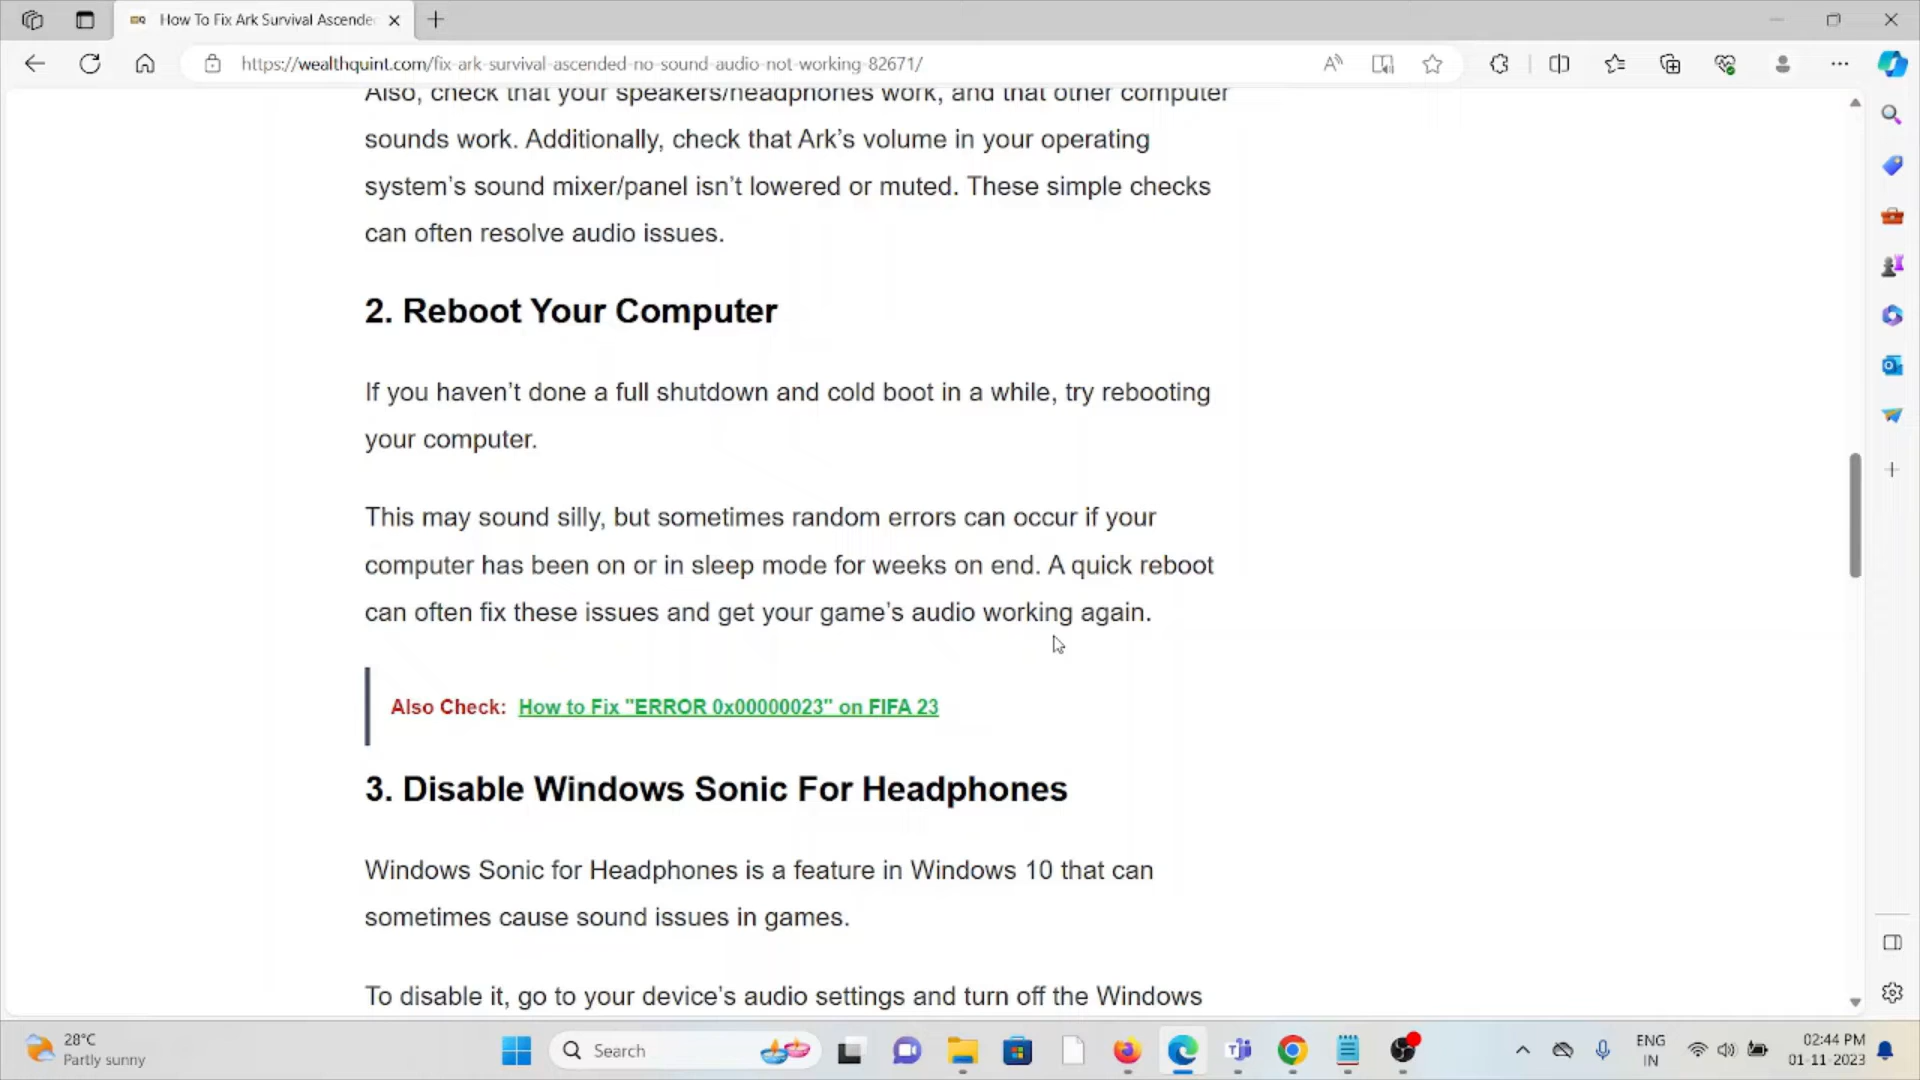 How To Fix Ark Survival Ascende
https://wealthquint.com/fix-ark-survival-ascended-no-sound-audio-not-working-82671/
Also, check that your speakers/headphones work, and that other computer
sounds work. Additionally, check that Ark’s volume in your operating
system’s sound mixer/panel isn’t lowered or muted. These simple checks
can often resolve audio issues.
2. Reboot Your Computer
If you haven’t done a full shutdown and cold boot in a while, try rebooting
your computer.
This may sound silly, but sometimes random errors can occur if your
computer has been on or in sleep mode for weeks on end. A quick reboot
can often fix these issues and get your game’s audio working again.
Also Check: How to Fix "ERROR 0x00000023" on FIFA 23
3. Disable Windows Sonic For Headphones
Windows Sonic for Headphones is a feature in Windows 10 that can
sometimes cause sound issues in games.
To disable it, go to your device’s audio settings and turn off the Windows
28°C
Partly sunny
Search
ENG
IN
02:44 PM
01-11-2023